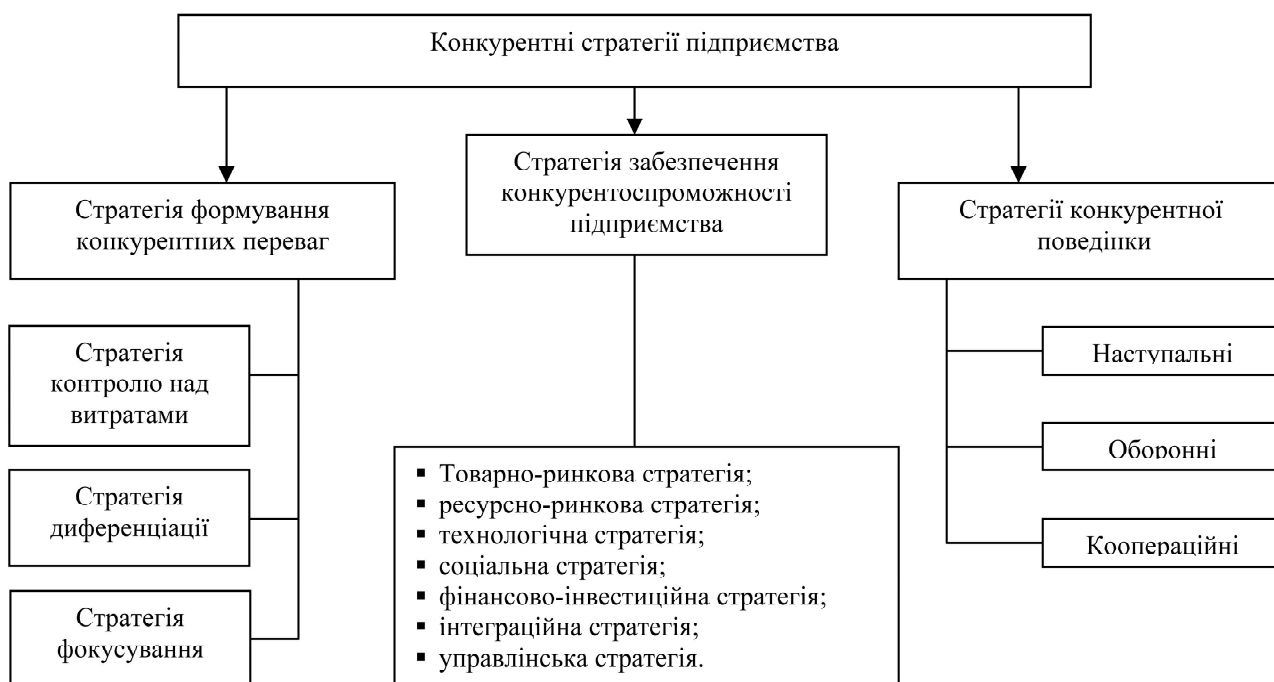 Конкурентні стратегії підприємства
Стратегія формування
конкурентних переваг
Стратегія забезпечення
конкурентоспроможності
підприємства
Стратегії конкурентної
поведінки
Стратегія
контролю над
витратами
Стратегія
диференціації
Стратегія
фокусування
▪ Товарно-ринкова стратегія;
▪ ресурсно-ринкова стратегія;
▪ технологічна стратегія;
▪ соціальна стратегія;
▪ фінансово-інвестиційна стратегія;
▪ інтеграційна стратегія;
▪ управлінська стратегія.
Наступальні
Оборонні
Коопераційні